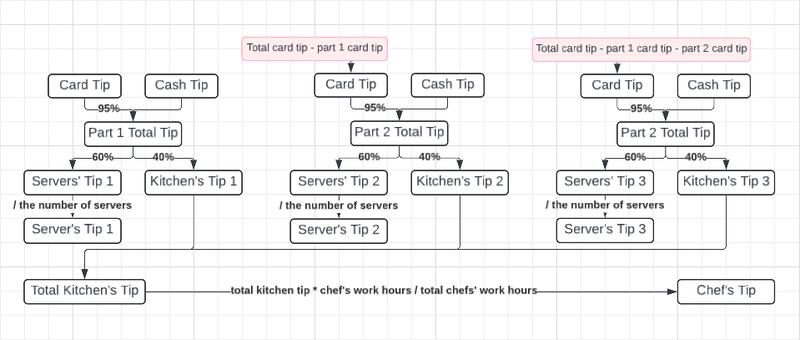 Total card tip - part 1 card tip
Total card tip - part 1 card tip - part 2 card tip
Card Tip
Cash Tip
Card Tip
Cash Tip
Card Tip
Cash Tip
95%
95%
95%
Part 1 Total Tip
Part 2 Total Tip
Part 2 Total Tip
60%
40%
60%
40%
60%
40%
Servers' Tip 1
Kitchen's Tip 1
Servers' Tip 2
Kitchen's Tip 2
Servers' Tip 3
Kitchen's Tip 3
/ the number of servers
/ the number of servers
/ the number of servers
Server's Tip 1
Server's Tip 2
Server's Tip 3
Total Kitchen's Tip
total kitchen tip * chef's work hours / total chefs' work hours
Chef's Tip